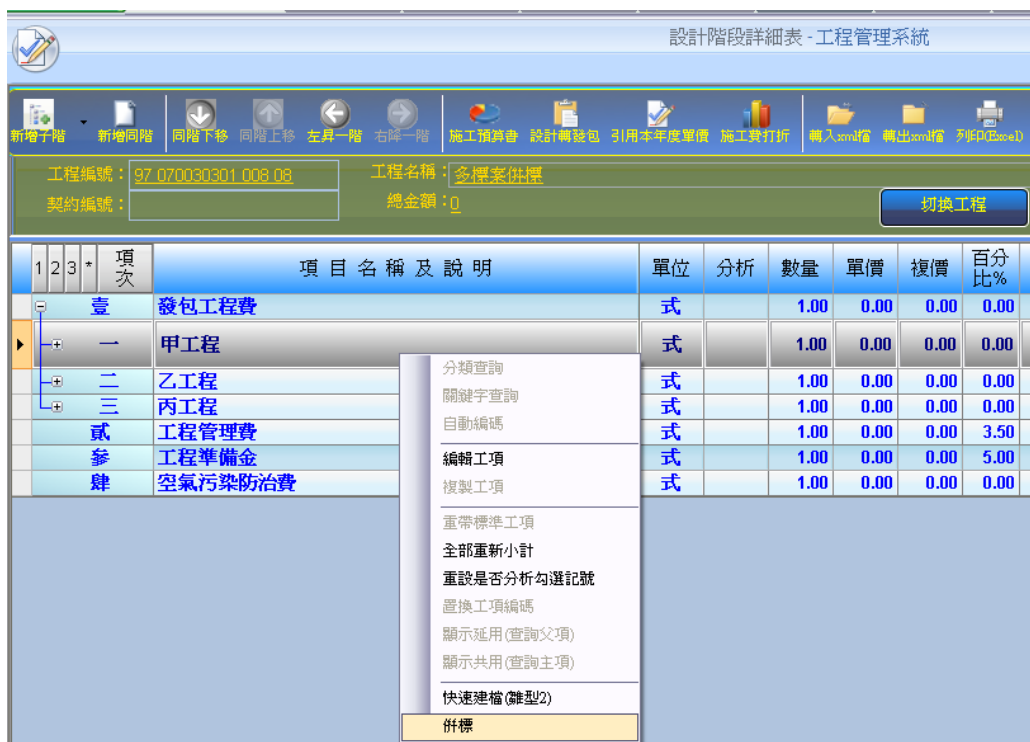 設計階段詳細表 - 工程管理系統
新增子階 新增同階 同階下移 同階上移 左昇一階 右降一階 施工預算書 設計轉發包 引用本年度單價 施工費打折 轉入xml檔 轉出xml檔 列印(Excel)
工程編號：97 070030301 008 08 工程名稱：多標案併標
契約編號： 總金額：0 切換工程
1 2 3 * 項次 項 目 名 稱 及 說 明 單位 分析 數量 單價 複價 百分比%
壹 發包工程費 式 1.00 0.00 0.00 0.00
一 甲工程 式 1.00 0.00 0.00 0.00
二 乙工程 式 1.00 0.00 0.00 0.00
三 丙工程 式 1.00 0.00 0.00 0.00
貳 工程管理費 式 1.00 0.00 0.00 3.50
參 工程準備金 式 1.00 0.00 0.00 5.00
肆 空氣污染防治費 式 1.00 0.00 0.00 0.00
分類查詢
關鍵字查詢
自動編碼
編輯工項
複製工項
重帶標準工項
全部重新小計
重設是否分析勾選記號
置換工項編碼
顯示延用(查詢父項)
顯示共用(查詢主項)
快速建檔(雛型2)
併標